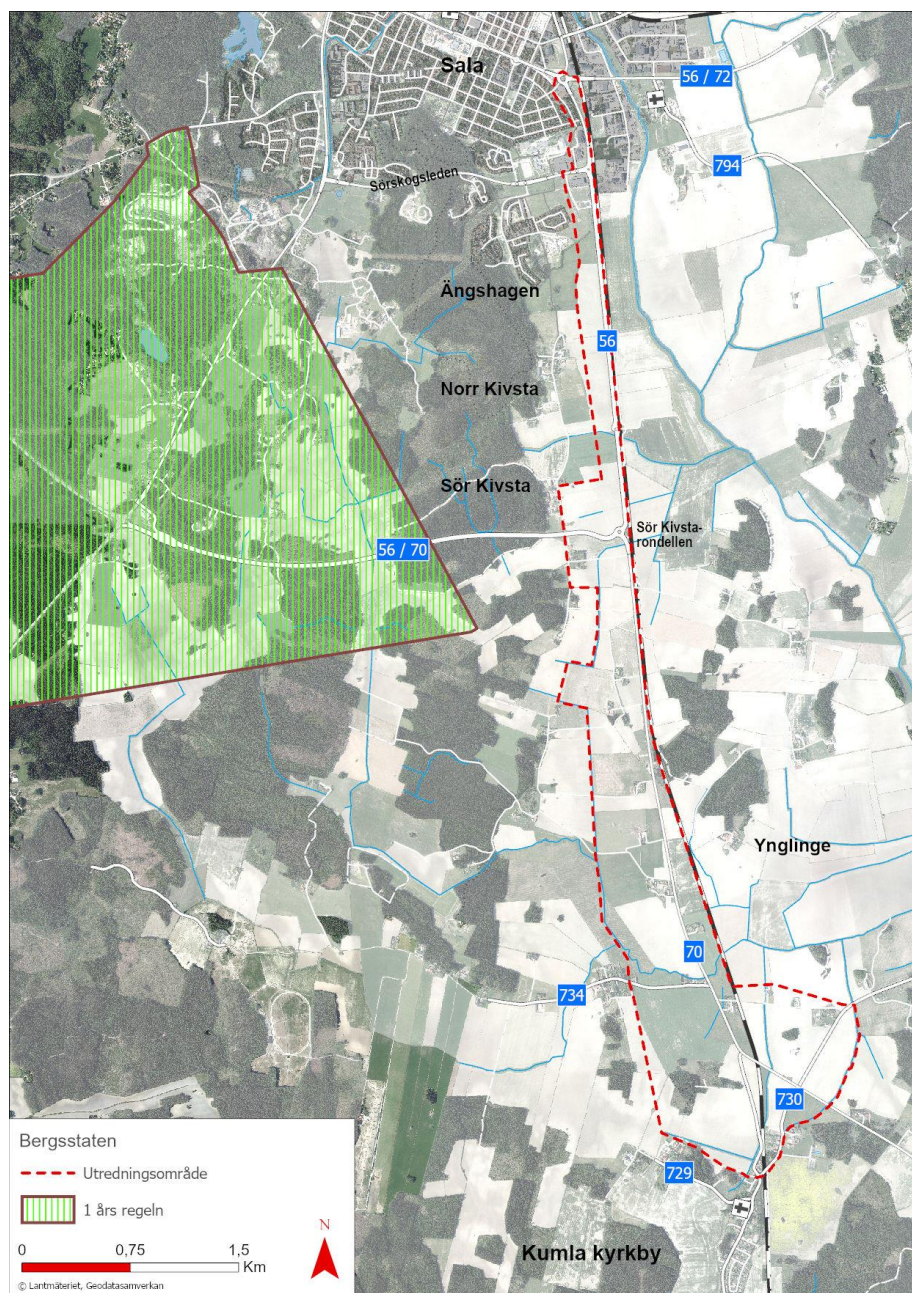 Sala
56 / 72
794
Sörskogsleden
Ängshagen
56
Norr Kivsta
Sör Kivsta
Sör Kivsta-
rondellen
56 / 70
Ynglinge
70
734
730
729
Kumla kyrkby
Bergsstaten
Utredningsområde
1 års regeln
N
0 0,75 1,5
Km
© Lantmäteriet, Geodatasamverkan